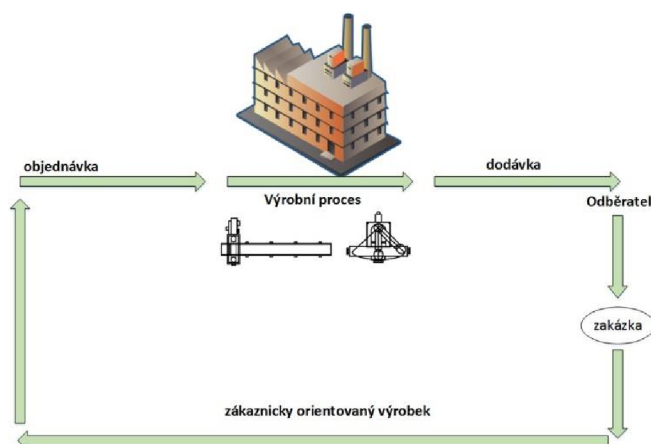 objednávka
dodávka
Výrobní proces
Odběratel
zakázka
zákaznicky orientovaný výrobek